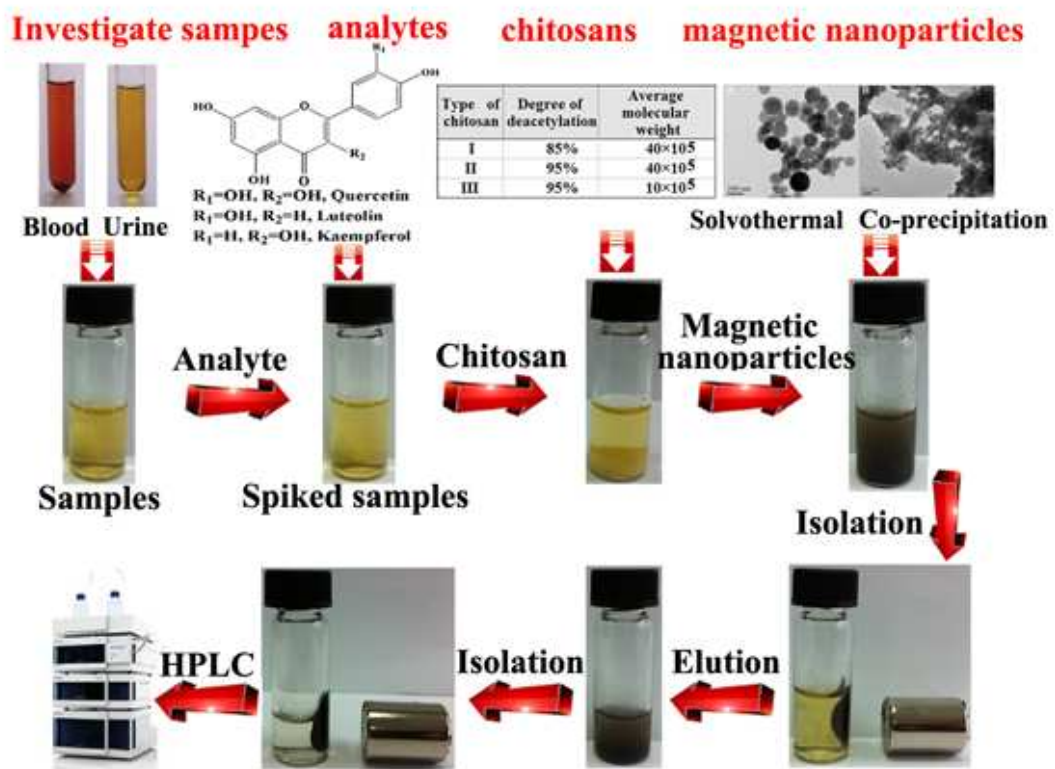 Investigate sampes
analytes
chitosans
magnetic nanoparticles
R₁
OH
HO
O
R₂
OH
O
R₁=OH, R₂=OH, Quercetin
R₁=OH, R₂=H, Luteolin
R₁=H, R₂=OH, Kaempferol
Type of chitosan Degree of deacetylation Average molecular weight
I 85% 40×10⁵
II 95% 40×10⁵
III 95% 10×10⁵
Blood Urine
Solvothermal Co-precipitation
Analyte
Chitosan
Magnetic
nanoparticles
Samples
Spiked samples
Isolation
HPLC
Isolation
Elution